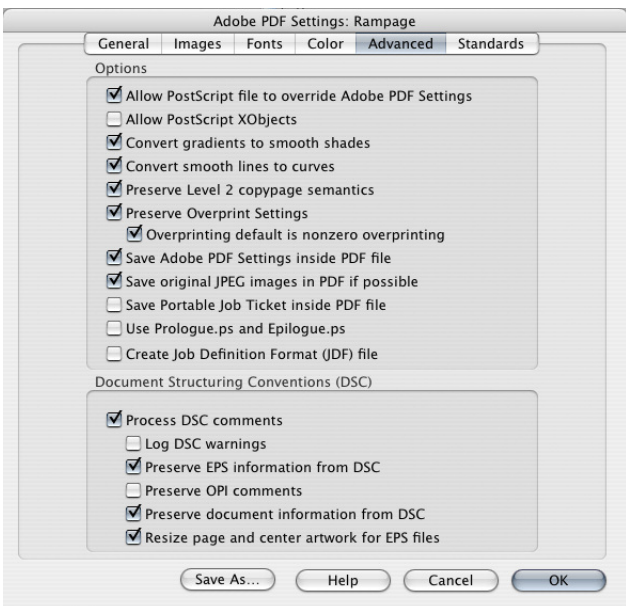 Adobe PDF Settings: Rampage
General Images Fonts Color Advanced Standards
Options
Allow PostScript file to override Adobe PDF Settings
Allow PostScript XObjects
Convert gradients to smooth shades
Convert smooth lines to curves
Preserve Level 2 copypage semantics
Preserve Overprint Settings
Overprinting default is nonzero overprinting
Save Adobe PDF Settings inside PDF file
Save original JPEG images in PDF if possible
Save Portable Job Ticket inside PDF file
Use Prologue.ps and Epilogue.ps
Create Job Definition Format (JDF) file
Document Structuring Conventions (DSC)
Process DSC comments
Log DSC warnings
Preserve EPS information from DSC
Preserve OPI comments
Preserve document information from DSC
Resize page and center artwork for EPS files
Save As... Help Cancel OK